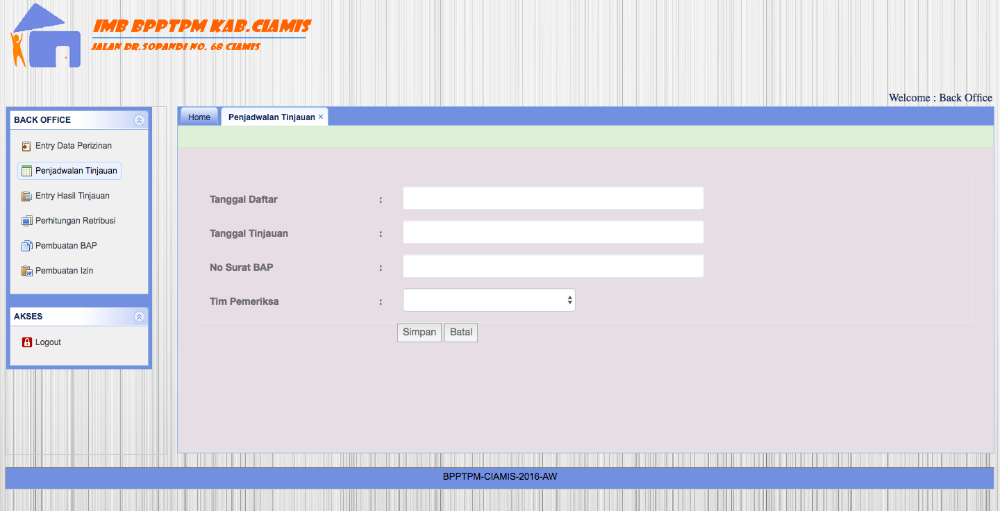 IMB BPPTPM KAB.CIAMIS
JALAN DR.SOPANDI NO. 68 CIAMIS
Welcome : Back Office
BACK OFFICE
Entry Data Perizinan
Penjadwalan Tinjauan
Entry Hasil Tinjauan
Perhitungan Retribusi
Pembuatan BAP
Pembuatan Izin
AKSES
Logout
Home Penjadwalan Tinjauan ×
Tanggal Daftar :
Tanggal Tinjauan :
No Surat BAP :
Tim Pemeriksa :
Simpan Batal
BPPTPM-CIAMIS-2016-AW